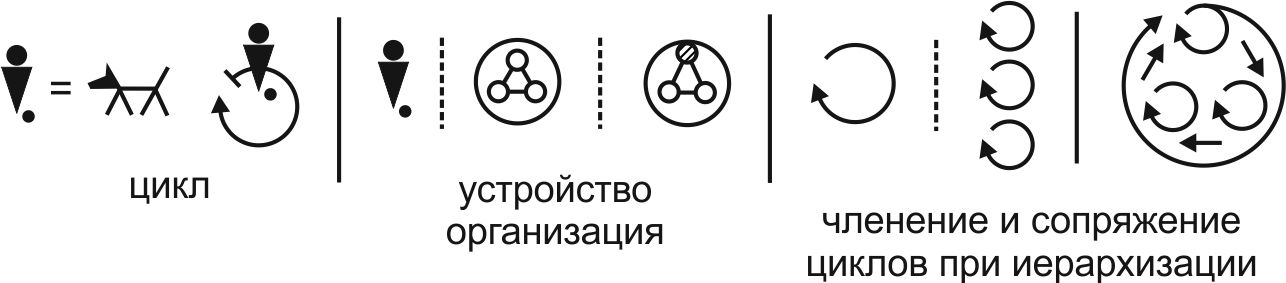 цикл
устройство
организация
членение и сопряжение
циклов при иерархизации